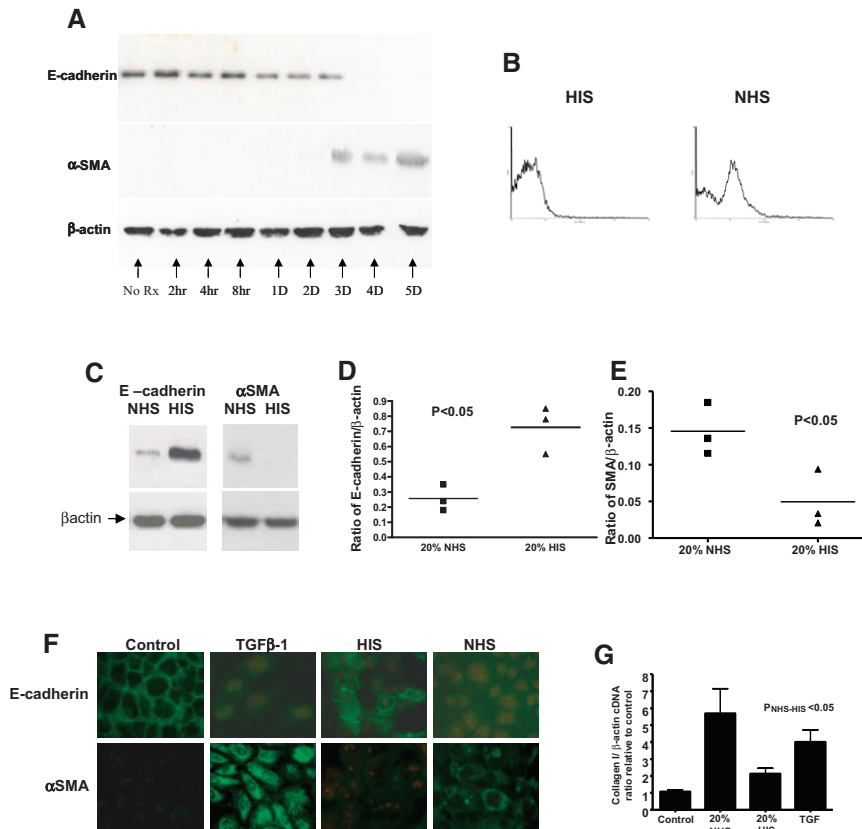 A
E-cadherin
α-SMA
β-actin
No Rx 2hr 4hr 8hr 1D 2D 3D 4D 5D
B
HIS NHS
C
E –cadherin αSMA
NHS HIS NHS HIS
βactin
D
Ratio of E-cadherin/β-actin
0.9
0.8
0.7
0.6
0.5
0.4
0.3
0.2
0.1
0.0
P<0.05
20% NHS 20% HIS
E
Ratio of SMA/β-actin
0.20
0.15
0.10
0.05
0.00
P<0.05
20% NHS 20% HIS
F
Control TGFβ-1 HIS NHS
E-cadherin
αSMA
G
Collagen I/ β-actin cDNA
ratio relative to control
8
7
6
5
4
3
2
1
0
PNHS-HIS <0.05
Control 20% 20% TGF
NHS HIS